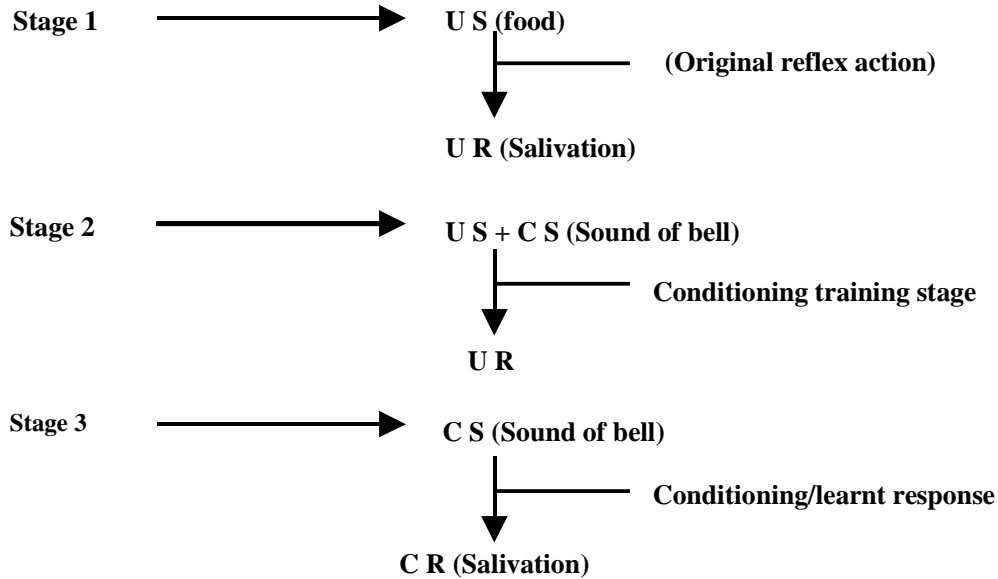 Stage 1
U S (food)
(Original reflex action)
U R (Salivation)
Stage 2
U S + C S (Sound of bell)
Conditioning training stage
U R
Stage 3
C S (Sound of bell)
Conditioning/learnt response
C R (Salivation)